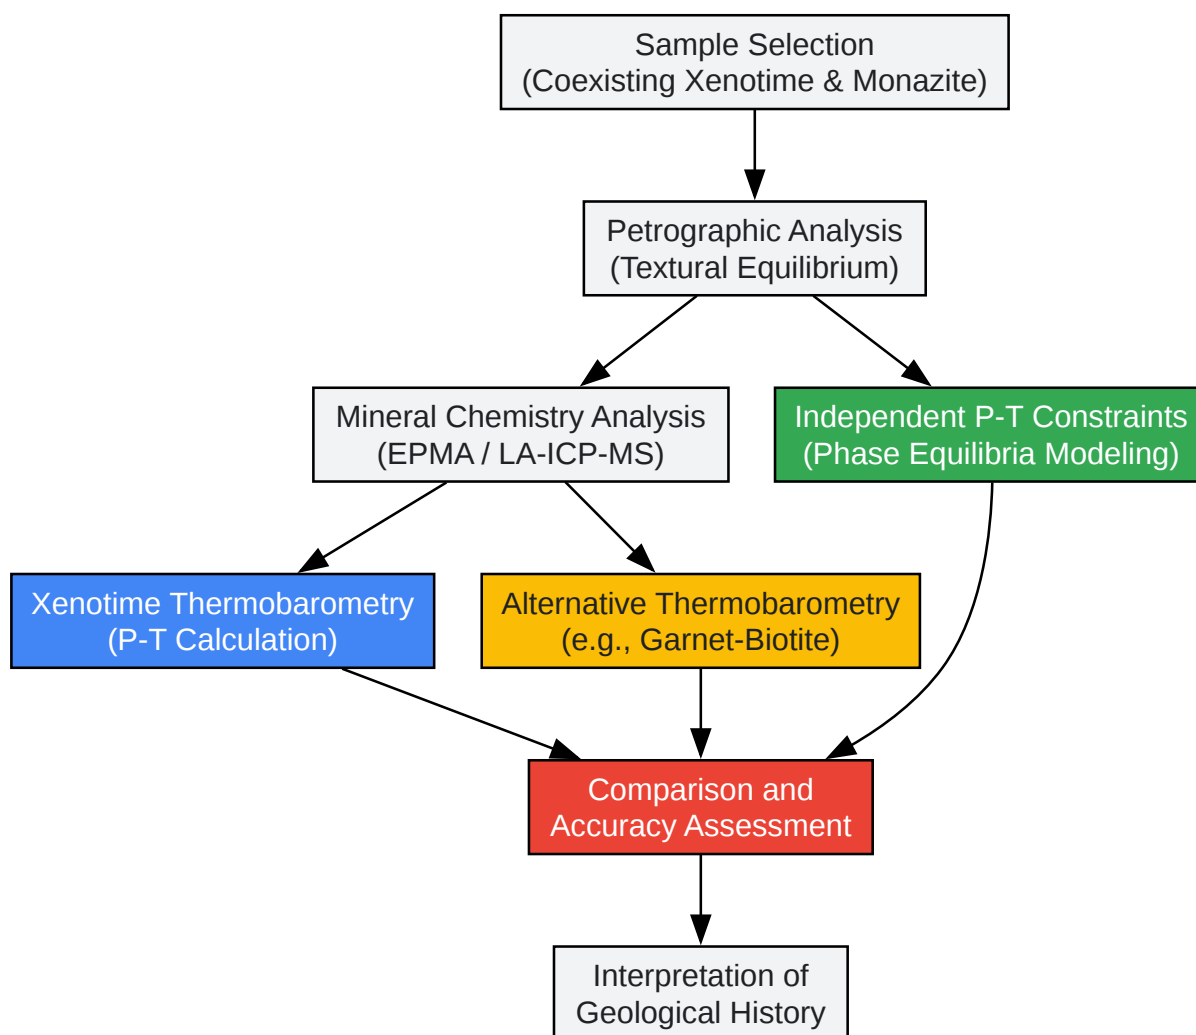 Sample Selection
(Coexisting Xenotime & Monazite)
Petrographic Analysis
(Textural Equilibrium)
Mineral Chemistry Analysis
(EPMA / LA-ICP-MS)
Independent P-T Constraints
(Phase Equilibria Modeling)
Xenotime Thermobarometry
(P-T Calculation)
Alternative Thermobarometry
(e.g., Garnet-Biotite)
Comparison and
Accuracy Assessment
Interpretation of
Geological History